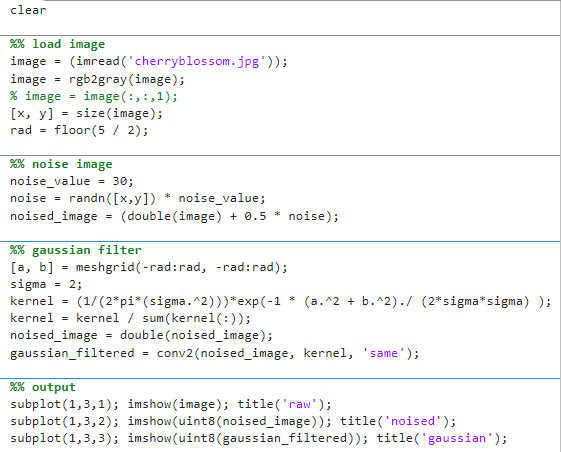 clear
%% load image
image = (imread('cherryblossom.jpg'));
image = rgb2gray(image);
% image = image(:,:,1);
[x, y] = size(image);
rad = floor(5 / 2);
%% noise image
noise_value = 30;
noise = randn([x,y]) * noise_value;
noised_image = (double(image) + 0.5 * noise);
%% gaussian filter
[a, b] = meshgrid(-rad:rad, -rad:rad);
sigma = 2;
kernel = (1/(2*pi*(sigma.^2)))*exp(-1 * (a.^2 + b.^2)./ (2*sigma*sigma) );
kernel = kernel / sum(kernel(:));
noised_image = double(noised_image);
gaussian_filtered = conv2(noised_image, kernel, 'same');
%% output
subplot(1,3,1); imshow(image); title('raw');
subplot(1,3,2); imshow(uint8(noised_image)); title('noised');
subplot(1,3,3); imshow(uint8(gaussian_filtered)); title('gaussian');